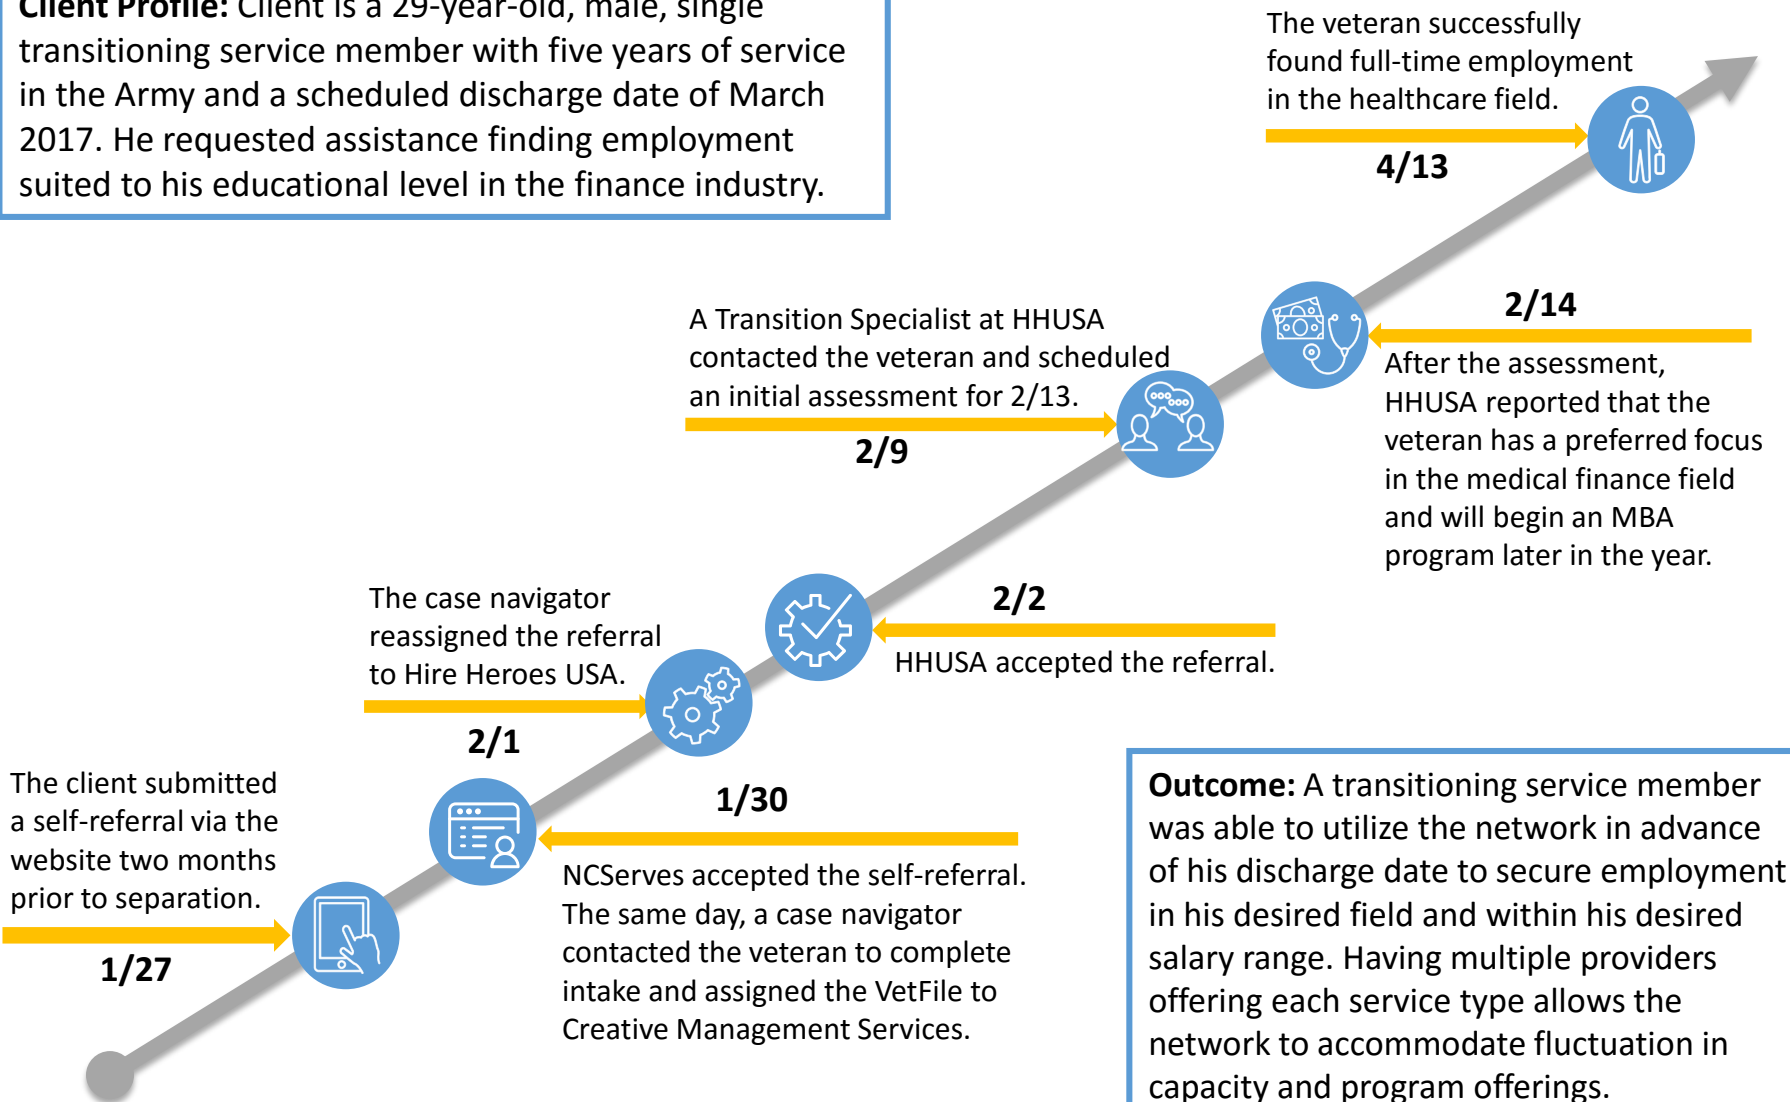 Client Profile: Client is a 29-year-old, male, single
transitioning service member with five years of service
in the Army and a scheduled discharge date of March
2017. He requested assistance finding employment
suited to his educational level in the finance industry.
The veteran successfully
found full-time employment
in the healthcare field.
4/13
2/14
After the assessment,
HHUSA reported that the
veteran has a preferred focus
in the medical finance field
and will begin an MBA
program later in the year.
A Transition Specialist at HHUSA
contacted the veteran and scheduled
an initial assessment for 2/13.
2/9
2/2
HHUSA accepted the referral.
The case navigator
reassigned the referral
to Hire Heroes USA.
2/1
1/30
NCServes accepted the self-referral.
The same day, a case navigator
contacted the veteran to complete
intake and assigned the VetFile to
Creative Management Services.
The client submitted
a self-referral via the
website two months
prior to separation.
1/27
Outcome: A transitioning service member
was able to utilize the network in advance
of his discharge date to secure employment
in his desired field and within his desired
salary range. Having multiple providers
offering each service type allows the
network to accommodate fluctuation in
capacity and program offerings.